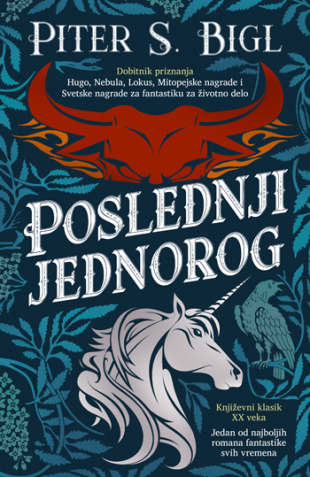 PITER S. BIGL
Dobitnik priznanja
Hugo, Nebula, Lokus, Mitopejske nagrade i
Svetske nagrade za fantastiku za životno delo
POSLEDNJI
JEDNOROG
Književni klasik
XX veka
Jedan od najboljih
romana fantastike
svih vremena